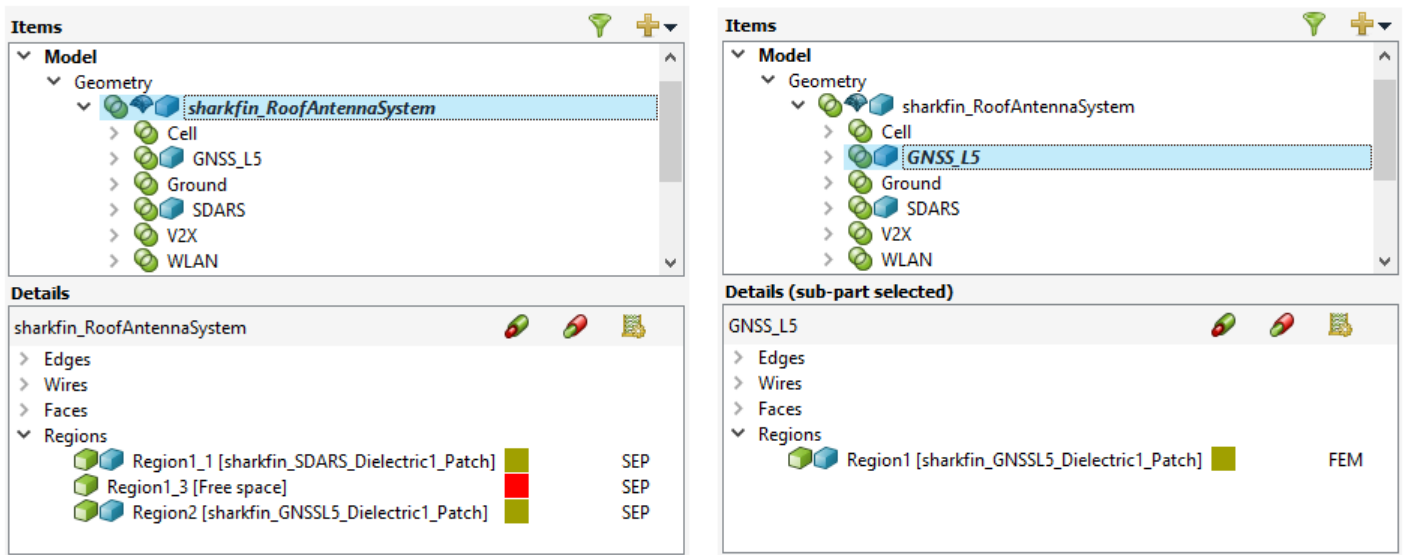 Items
Model
Geometry
sharkfin_RoofAntennaSystem
Cell
GNSS_L5
Ground
SDARS
V2X
WLAN
Details
sharkfin_RoofAntennaSystem
Edges
Wires
Faces
Regions
Region1_1 [sharkfin_SDARS_Dielectric1_Patch] SEP
Region1_3 [Free space] SEP
Region2 [sharkfin_GNSSL5_Dielectric1_Patch] SEP
Items
Model
Geometry
sharkfin_RoofAntennaSystem
Cell
GNSS_L5
Ground
SDARS
V2X
WLAN
Details (sub-part selected)
GNSS_L5
Edges
Wires
Faces
Regions
Region1 [sharkfin_GNSSL5_Dielectric1_Patch] FEM